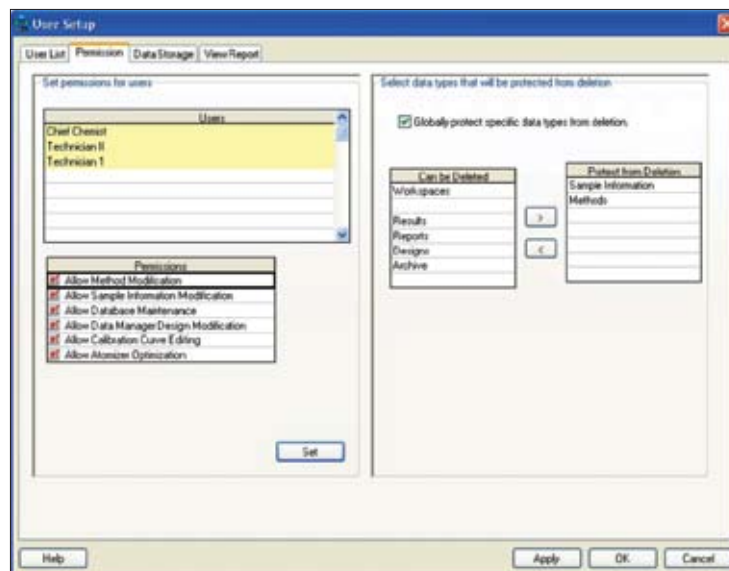 User Setup
User List Permission Data Storage View Report
Set permissions for users
Users
Chief Chemist
Technician II
Technician 1
Permissions
Allow Method Modification
Allow Sample Information Modification
Allow Database Maintenance
Allow Data Manager Design Modification
Allow Calibration Curve Editing
Allow Atomizer Optimization
Set
Select data types that will be protected from deletion
Globally protect specific data types from deletion.
Can be Deleted
Workspaces
Results
Reports
Designs
Archive
>
<
Protect from Deletion
Sample Information
Methods
Help Apply OK Cancel